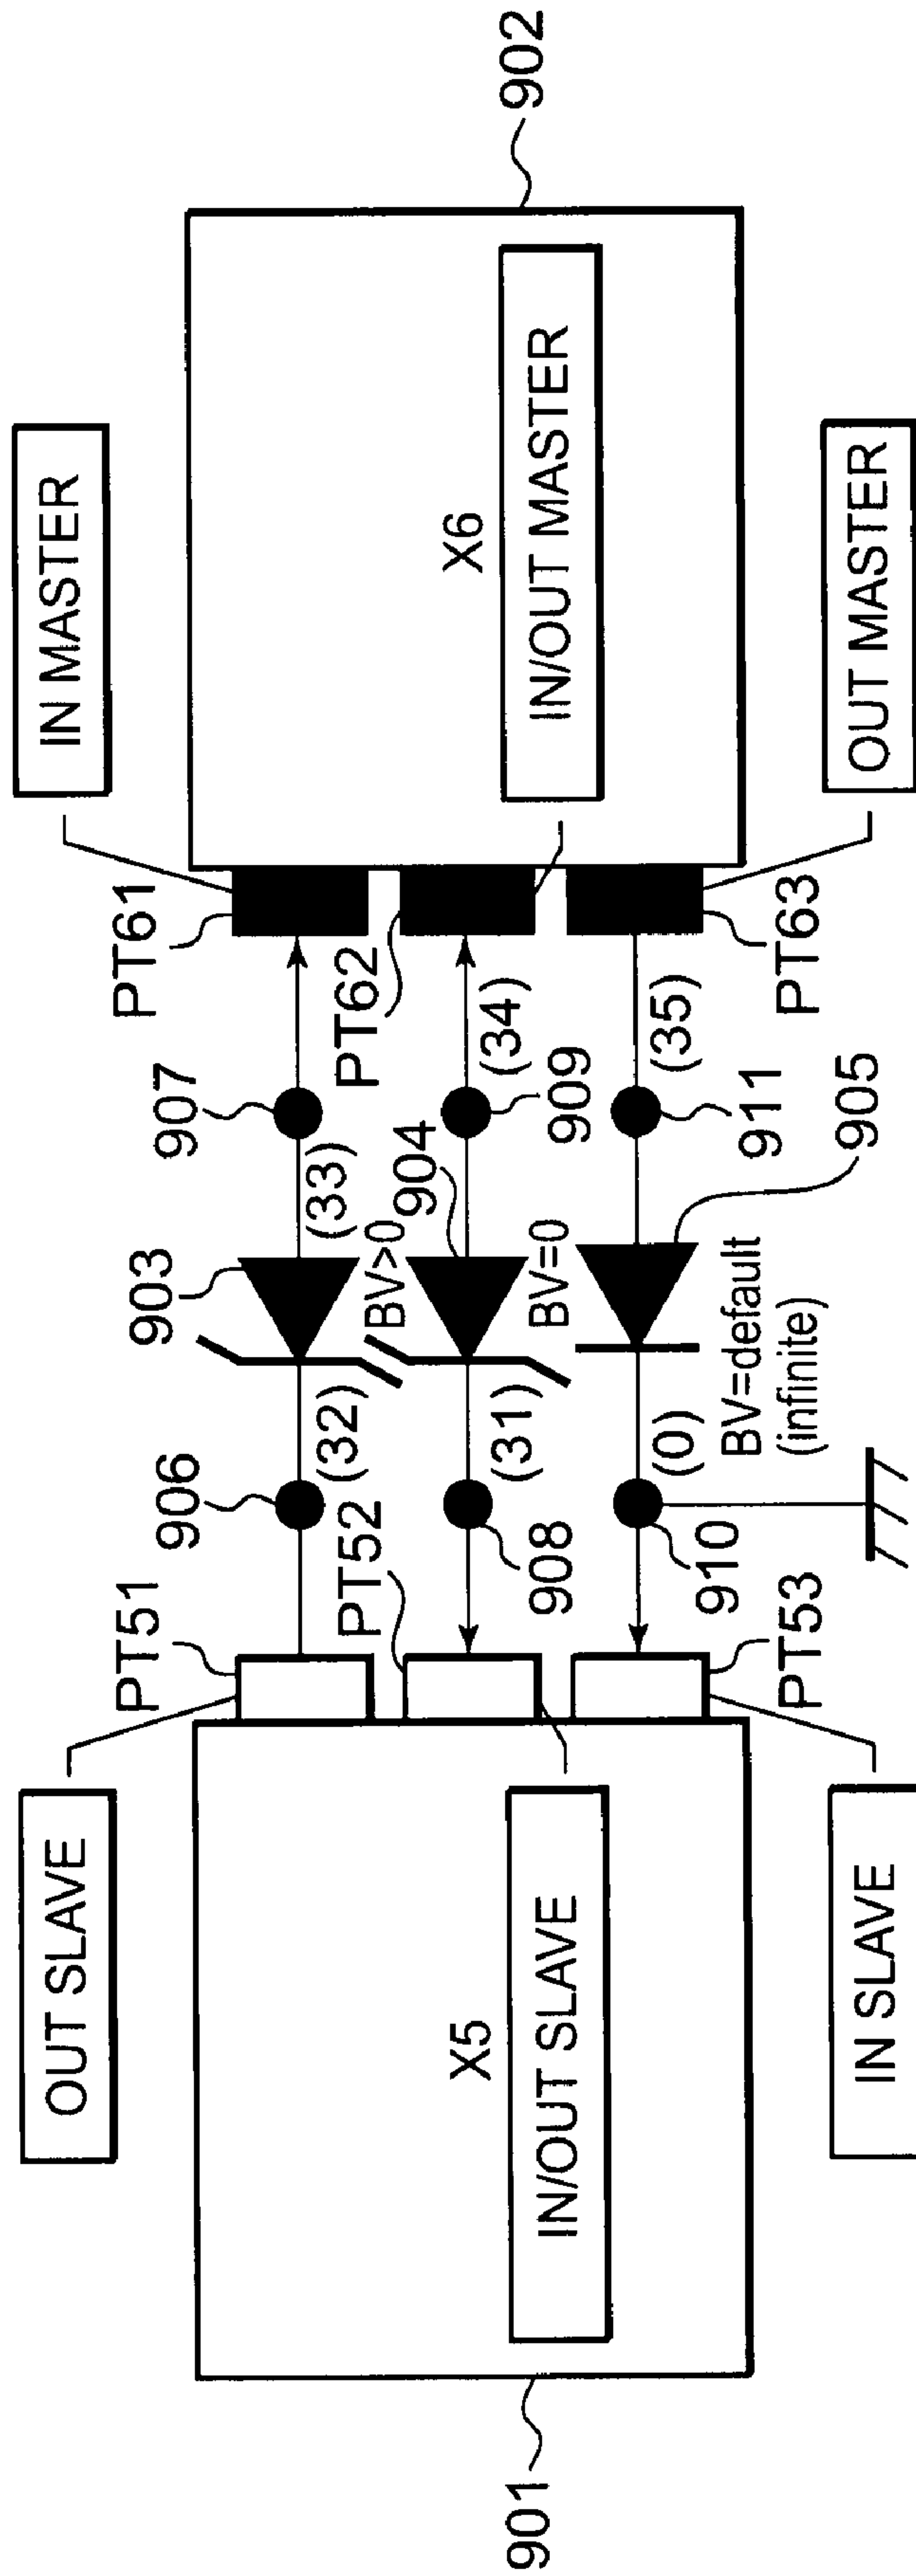 OUT SLAVE
IN MASTER
PT51
906
903
907
PT61
(32)
(33)
901
X5
IN/OUT SLAVE
PT52
BV>0
904
PT62
X6
IN/OUT MASTER
902
(31)
(34)
908
BV=0
909
(0)
(35)
910
BV=default
(infinite)
911
905
PT53
PT63
IN SLAVE
OUT MASTER